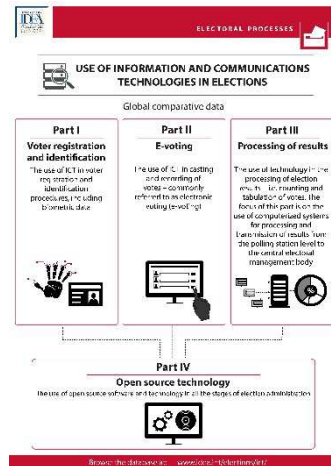 IDEA
ELECTORAL PROCESSES
USE OF INFORMATION AND COMMUNICATIONS
TECHNOLOGIES IN ELECTIONS
Global comparative data
Part I
Voter registration
and identification
The use of ICT in voter
registration and
identification
procedures, including
biometric data
Part II
E-voting
The use of ICT in casting
and recording of
votes – commonly
referred to as electronic
voting (e-voting)
Part III
Processing of results
The use of technology in the
processing of election
results – i.e. counting and
tabulation of votes. The
focus of this part is on the
use of computerized systems
for processing and
transmission of results from
the polling station level to
the central electoral
management body
Part IV
Open source technology
The use of open source software and technology in all the stages of election administration
Browse the database at: www.idea.int/elections/ict/